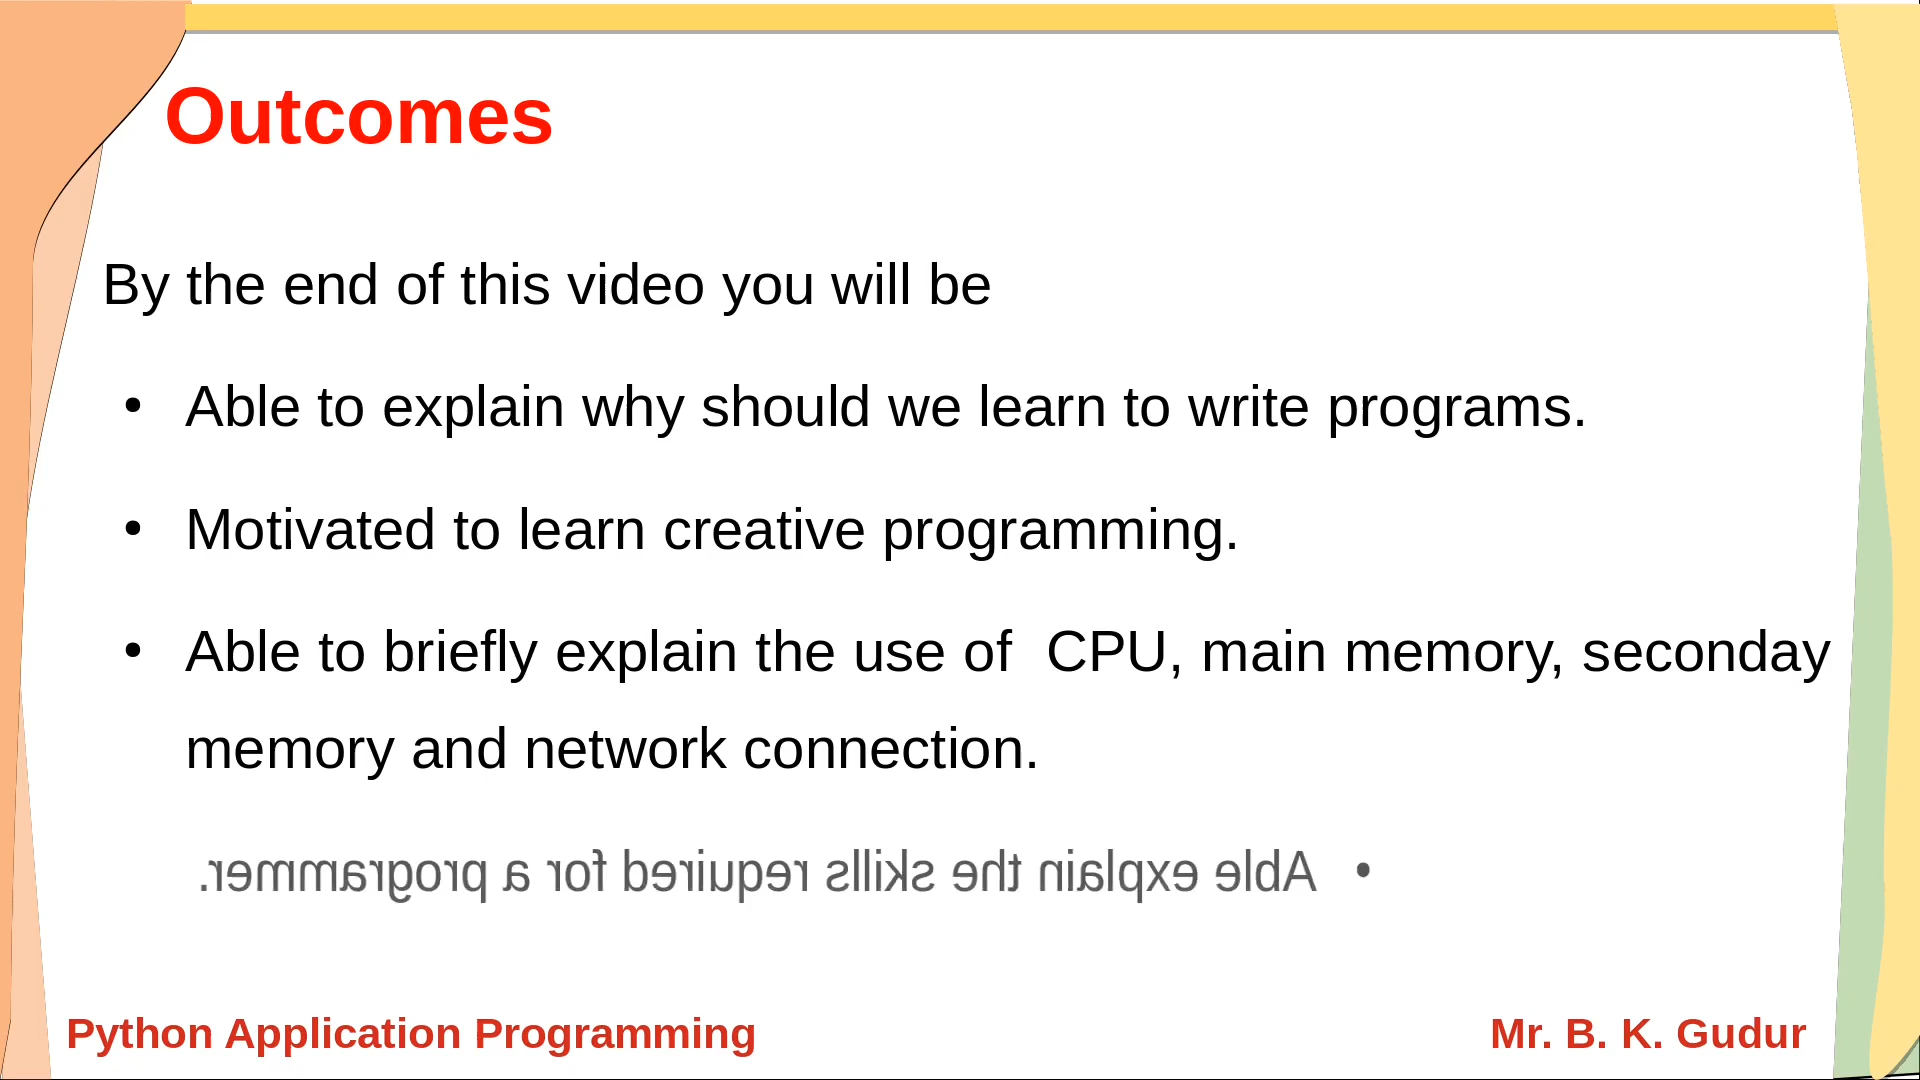 Outcomes
By the end of this video you will be
• Able to explain why should we learn to write programs.
• Motivated to learn creative programming.
• Able to briefly explain the use of  CPU, main memory, seconday
memory and network connection.
• Able explain the skills required for a programmer.
Python Application Programming
Mr. B. K. Gudur